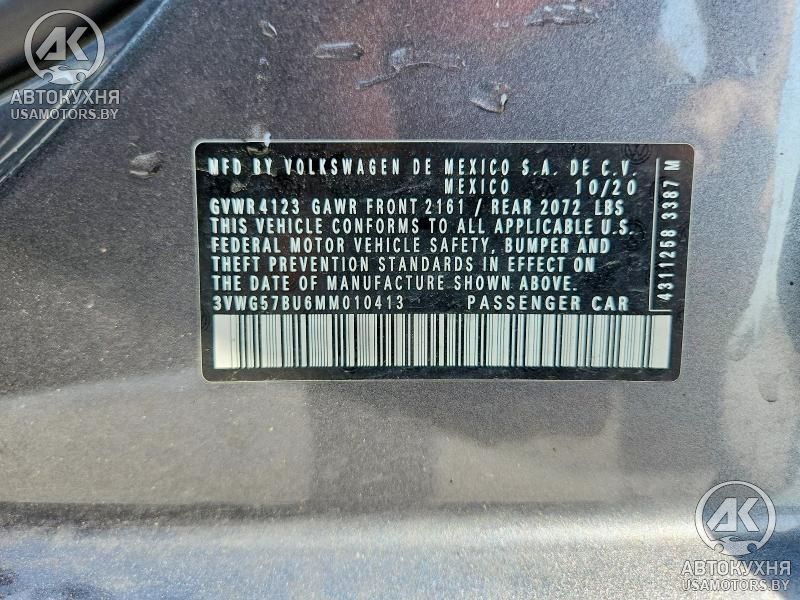 AK
АВТОКУХНЯ
USAMOTORS.BY
MFD BY VOLKSWAGEN DE MEXICO S.A. DE C.V.
MEXICO 10/20
GVWR 4123 GAWR FRONT 2161 / REAR 2072 LBS
THIS VEHICLE CONFORMS TO ALL APPLICABLE U.S.
FEDERAL MOTOR VEHICLE SAFETY, BUMPER AND
THEFT PREVENTION STANDARDS IN EFFECT ON
THE DATE OF MANUFACTURE SHOWN ABOVE.
3VWG57BU6MM010413 PASSENGER CAR
4311258 3387 M
AK
АВТОКУХНЯ
USAMOTORS.BY